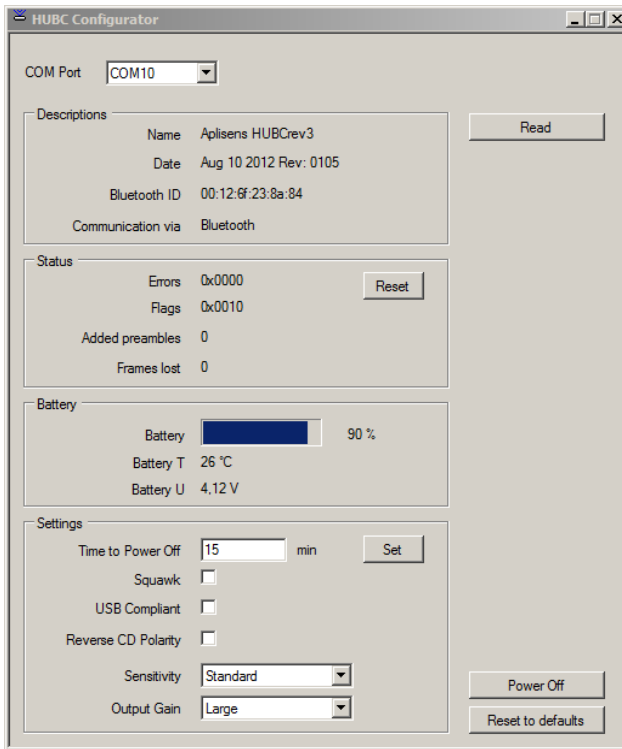 HUBC Configurator
COM Port COM10
Descriptions
Read
Name Aplisens HUBCrev3
Date Aug 10 2012 Rev: 0105
Bluetooth ID 00:12:6f:23:8a:84
Communication via Bluetooth
Status
Errors 0x0000
Reset
Flags 0x0010
Added preambles 0
Frames lost 0
Battery
Battery 90 %
Battery T 26 °C
Battery U 4,12 V
Settings
Time to Power Off 15 min Set
Squawk
USB Compliant
Reverse CD Polarity
Sensitivity Standard
Power Off
Output Gain Large
Reset to defaults